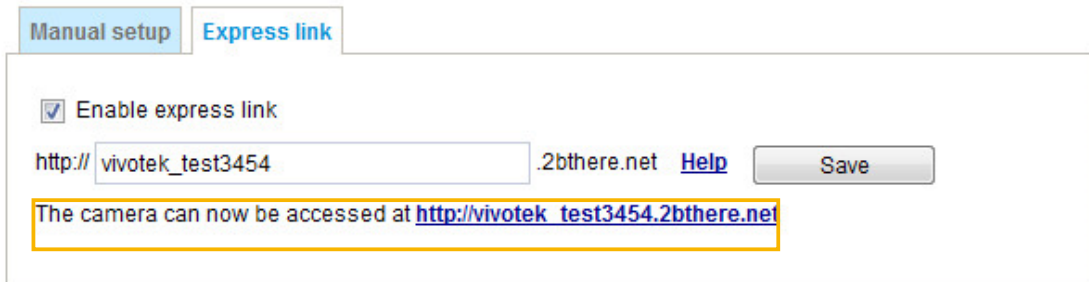 Manual setup Express link
Enable express link
http:// vivotek_test3454 .2bthere.net Help Save
The camera can now be accessed at http://vivotek_test3454.2bthere.net